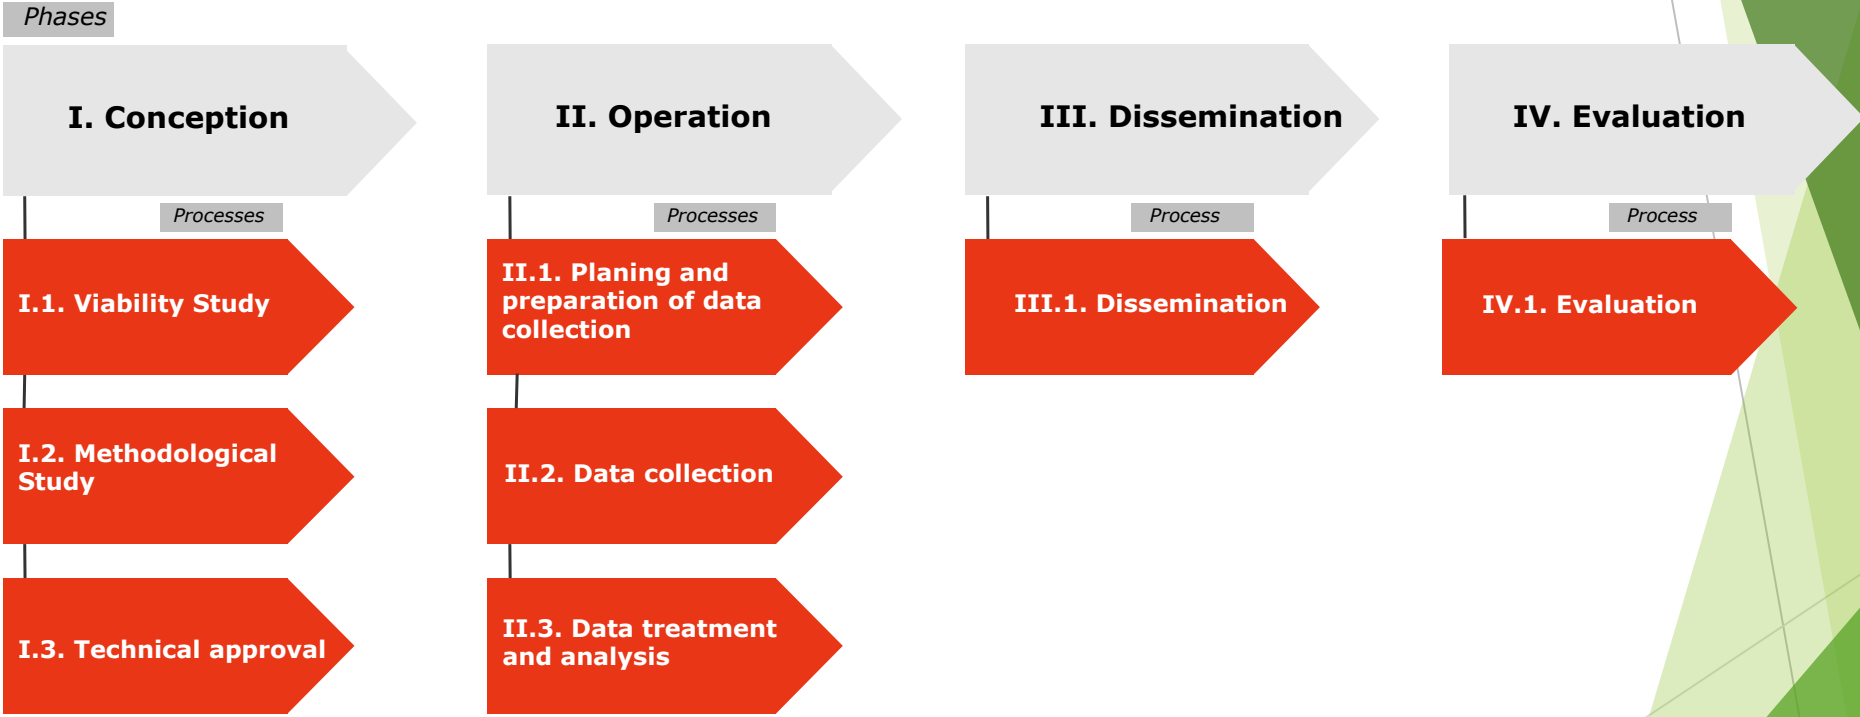 Phases
I. Conception
II. Operation
III. Dissemination
IV. Evaluation
Processes
Processes
Process
Process
I.1. Viability Study
II.1. Planing and
preparation of data
collection
III.1. Dissemination
IV.1. Evaluation
I.2. Methodological
Study
II.2. Data collection
I.3. Technical approval
II.3. Data treatment
and analysis